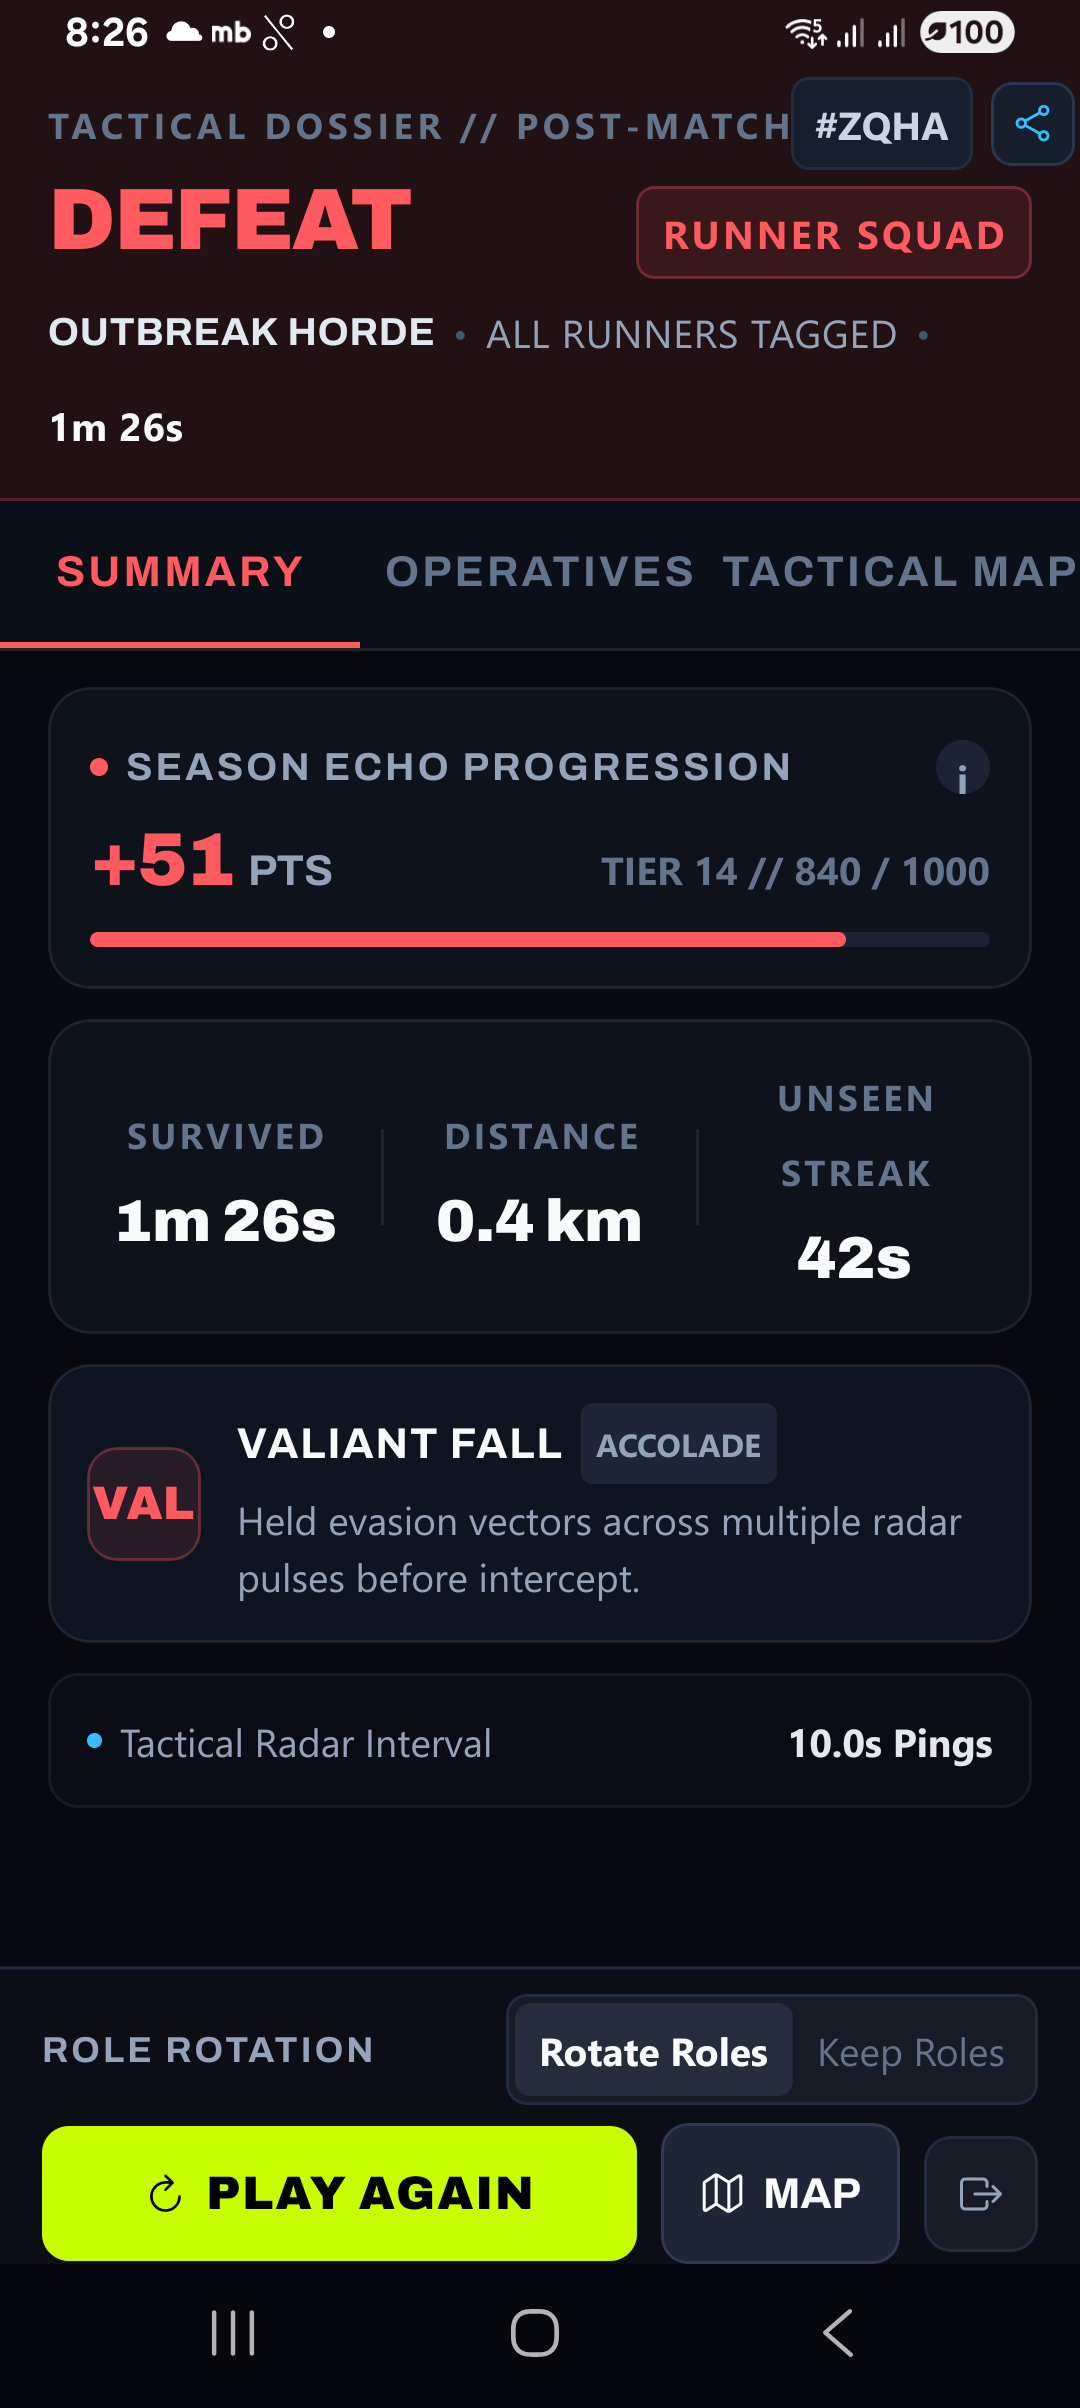 8:26 mb 5 100
TACTICAL DOSSIER // POST-MATCH #ZQHA
DEFEAT
RUNNER SQUAD
OUTBREAK HORDE • ALL RUNNERS TAGGED •
1m 26s
SUMMARY OPERATIVES TACTICAL MAP
SEASON ECHO PROGRESSION i
+51 PTS TIER 14 // 840 / 1000
SURVIVED
1m 26s
DISTANCE
0.4 km
UNSEEN
STREAK
42s
VAL
VALIANT FALL ACCOLADE
Held evasion vectors across multiple radar
pulses before intercept.
Tactical Radar Interval 10.0s Pings
ROLE ROTATION Rotate Roles Keep Roles
PLAY AGAIN MAP